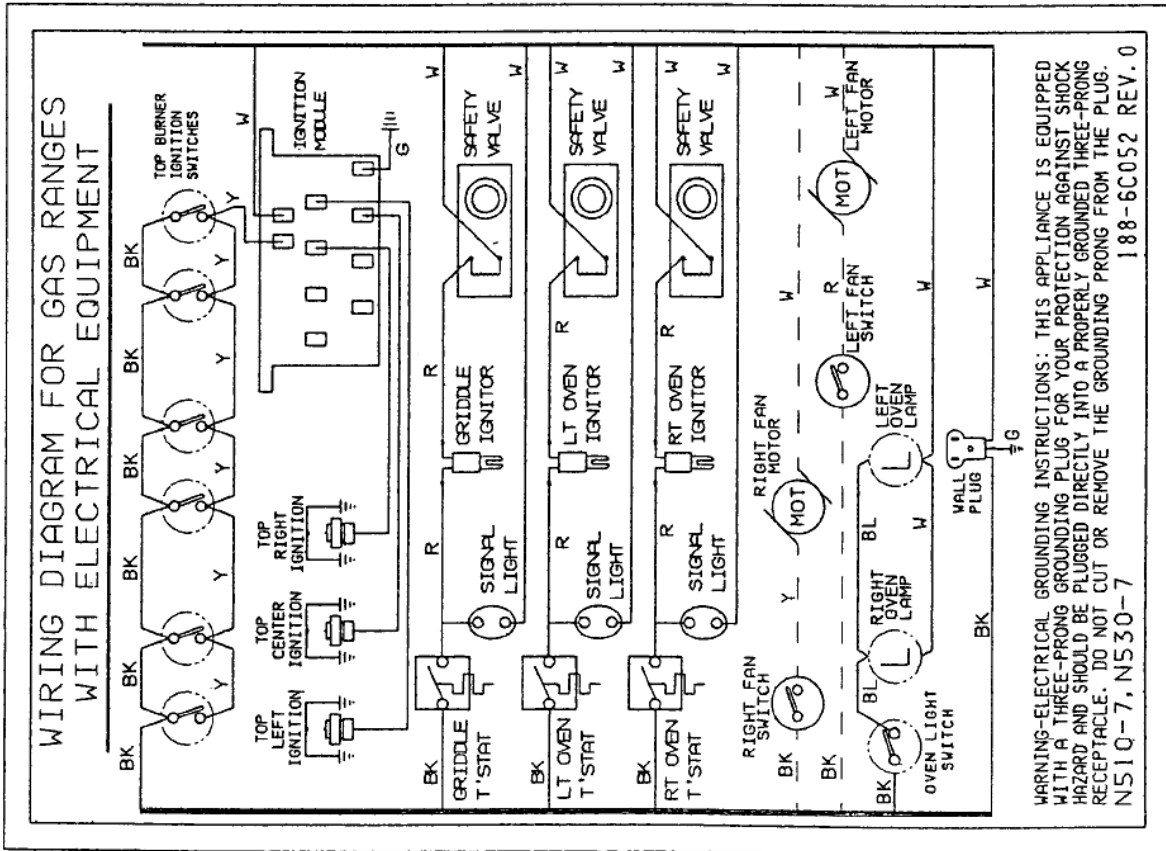 WIRING DIAGRAM FOR GAS RANGES
WITH ELECTRICAL EQUIPMENT
BK
BK
BK
BK
BK
BK
TOP BURNER
IGNITION
SWITCHES
Y
Y
Y
Y
Y
Y
W
IGNITION
MODULE
G
TOP
LEFT
IGNITION
TOP
CENTER
IGNITION
TOP
RIGHT
IGNITION
BK
GRIDDLE
T'STAT
SIGNAL
LIGHT
R
GRIDDLE
IGNITOR
R
SAFETY
VALVE
W
W
BK
LT OVEN
T'STAT
SIGNAL
LIGHT
R
LT OVEN
IGNITOR
R
SAFETY
VALVE
W
W
BK
RT OVEN
T'STAT
SIGNAL
LIGHT
R
RT OVEN
IGNITOR
R
SAFETY
VALVE
W
W
RIGHT FAN
SWITCH
BK
Y
RIGHT FAN
MOTOR
MOT
W
BK
LEFT FAN
SWITCH
R
MOT
LEFT FAN
MOTOR
W
BK
OVEN LIGHT
SWITCH
BL
RIGHT
OVEN
LAMP
L
BL
LEFT
OVEN
LAMP
L
W
W
BK
WALL
PLUG
G
W
WARNING-ELECTRICAL GROUNDING INSTRUCTIONS: THIS APPLIANCE IS EQUIPPED
WITH A THREE-PRONG GROUNDING PLUG FOR YOUR PROTECTION AGAINST SHOCK
HAZARD AND SHOULD BE PLUGGED DIRECTLY INTO A PROPERLY GROUNDED THREE-PRONG
RECEPTACLE. DO NOT CUT OR REMOVE THE GROUNDING PRONG FROM THE PLUG.
N51Q-7, N530-7 188-6C052 REV.0